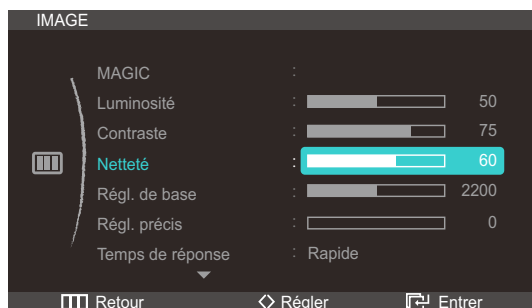 IMAGE
MAGIC :
Luminosité : 50
Contraste : 75
Netteté : 60
Régl. de base : 2200
Régl. précis : 0
Temps de réponse : Rapide
Retour Régler Entrer